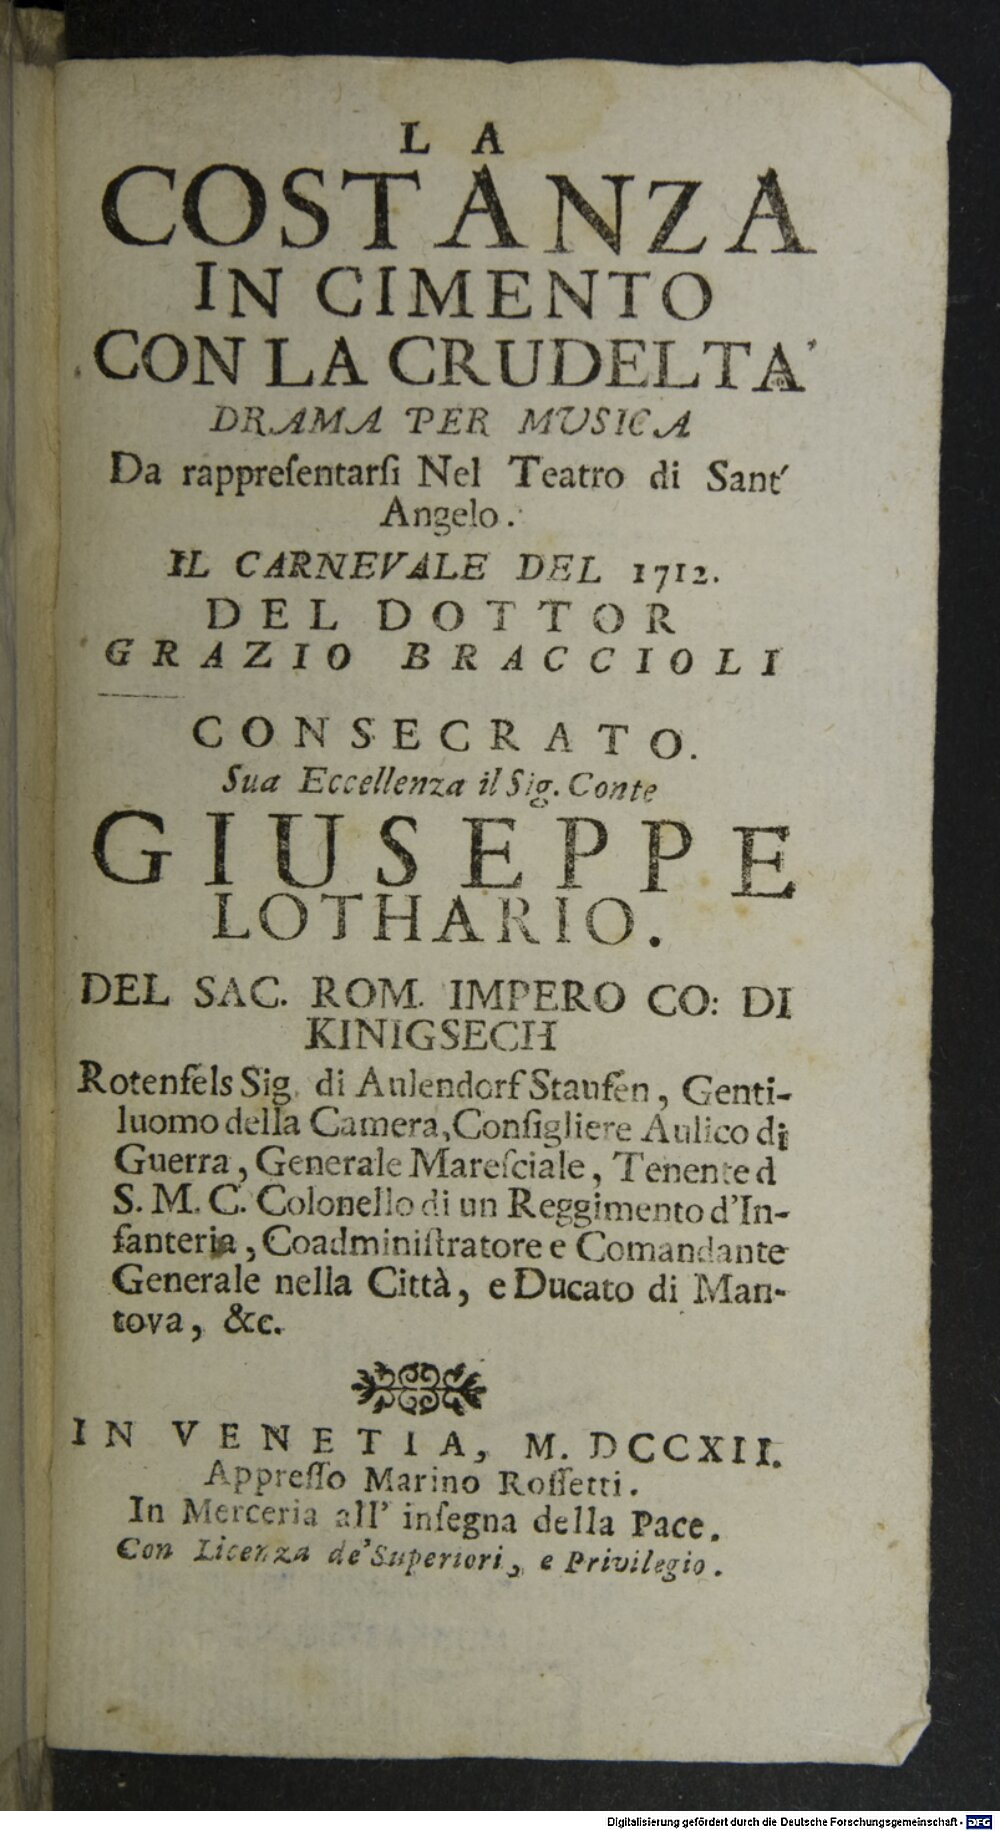 LA
COSTANZA
IN CIMENTO
CON LA CRUDELTA'
DRAMA PER MUSICA
Da rappreſentarſi Nel Teatro di Sant'
Angelo.
IL CARNEVALE DEL 1712.
DEL DOTTOR
GRAZIO BRACCIOLI
CONSECRATO.
Sua Eccellenza il Sig. Conte
GIUSEPPE
LOTHARIO.
DEL SAC. ROM. IMPERO CO: DI
KINIGSECH
Rotenfels Sig. di Aulendorf Staufen, Genti-
luomo della Camera, Conſigliere Aulico di
Guerra, Generale Mareſciale, Tenente d
S. M. C. Colonello di un Reggimento d'In-
fanteria, Coadminiſtratore e Comandante
Generale nella Città, e Ducato di Man-
tova, &c.
IN VENETIA, M. DCCXII.
Appreſſo Marino Roſſetti.
In Merceria all' inſegna della Pace.
Con Licenza de' Superiori, e Privilegio.
Digitalisierung gefördert durch die Deutsche Forschungsgemeinschaft - DFG